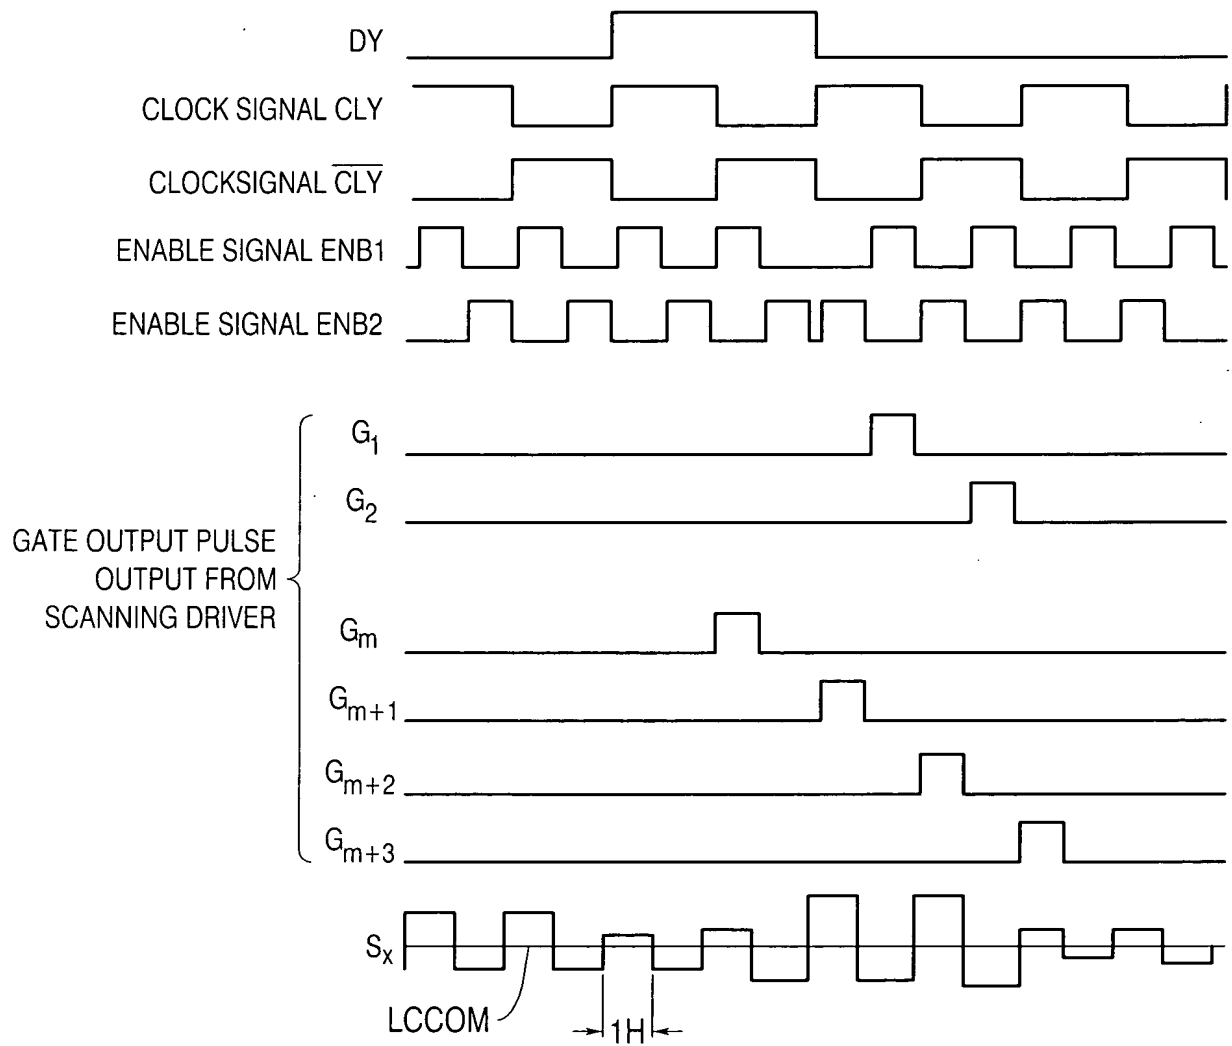 DY
CLOCK SIGNAL CLY
CLOCKSIGNAL C̅L̅Y̅
ENABLE SIGNAL ENB1
ENABLE SIGNAL ENB2
G1
G2
GATE OUTPUT PULSE
OUTPUT FROM
SCANNING DRIVER
Gm
Gm+1
Gm+2
Gm+3
Sx
LCCOM
1H